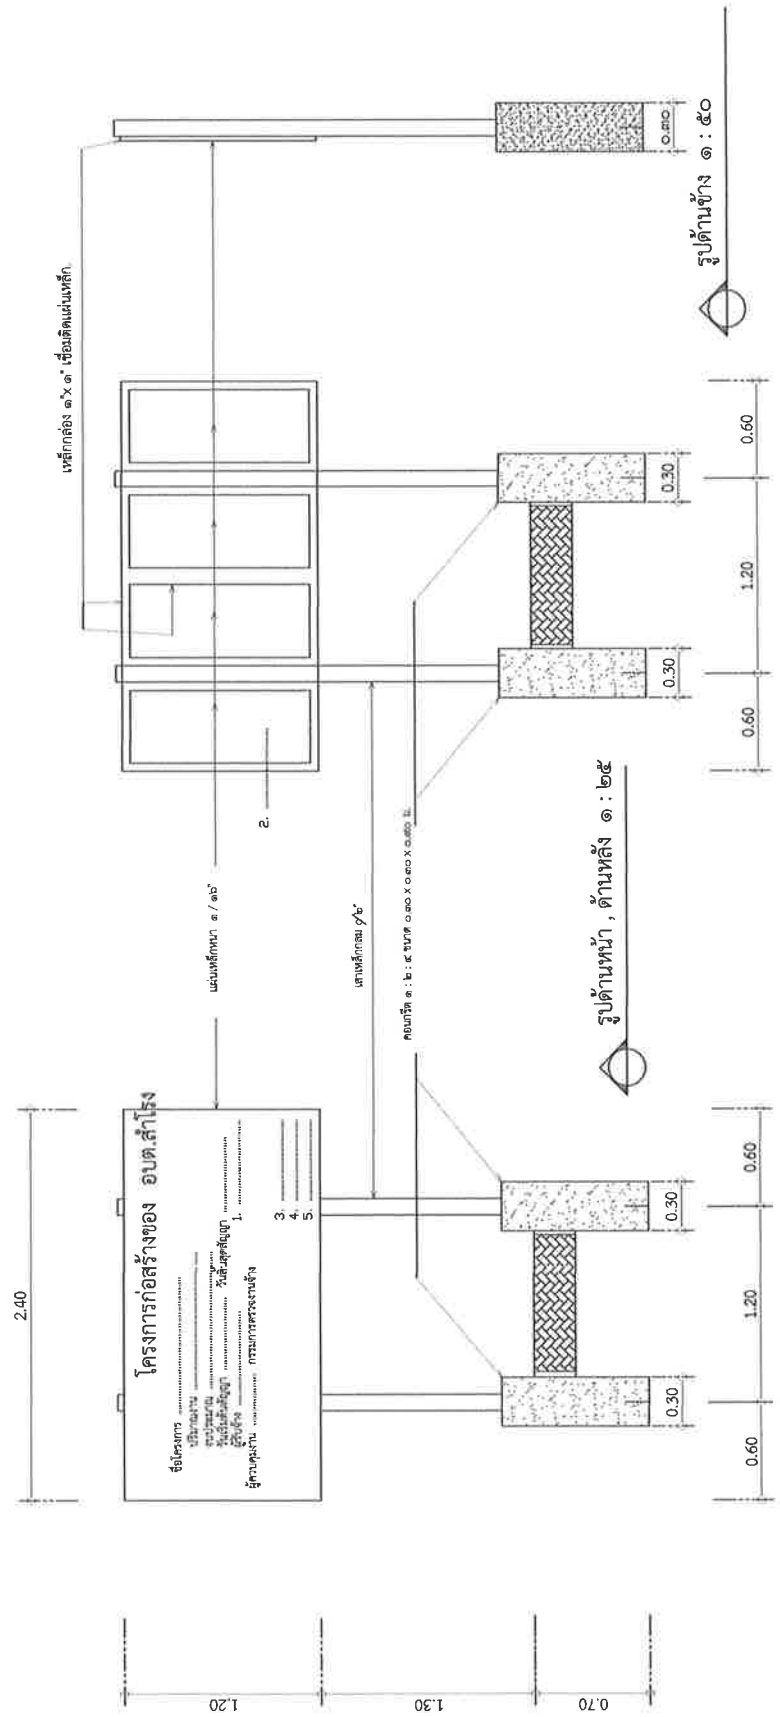 2.40
โครงการก่อสร้างของ อบต.สำโรง
ชื่อโครงการ
ปริมาณงาน
งบประมาณ
วันเริ่มต้นสัญญา วันสิ้นสุดสัญญา
ผู้รับจ้าง 1.
ผู้ควบคุมงาน กรรมการตรวจงานจ้าง
3.
4.
5.
2.
แผ่นเหล็กหนา ๑ / ๑๖"
เหล็กกล่อง ๑"X ๑" เชื่อมติดแผ่นเหล็ก
เสาเหล็กกลม
คอนกรีต ๑ : ๒ : ๔ ขนาด ๐.๓๐ X ๐.๓๐ X ๐.๙๐ ม.
1.20
1.30
0.70
0.30
0.30
0.60
1.20
0.60
0.30
0.30
0.60
1.20
0.60
๐.๓๐
รูปด้านหน้า , ด้านหลัง ๑ : ๒๕
รูปด้านข้าง ๑ : ๕๐